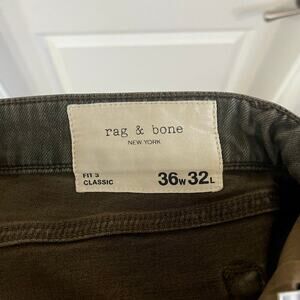 rag & bone
NEW YORK
FIT 3
CLASSIC
36W 32L